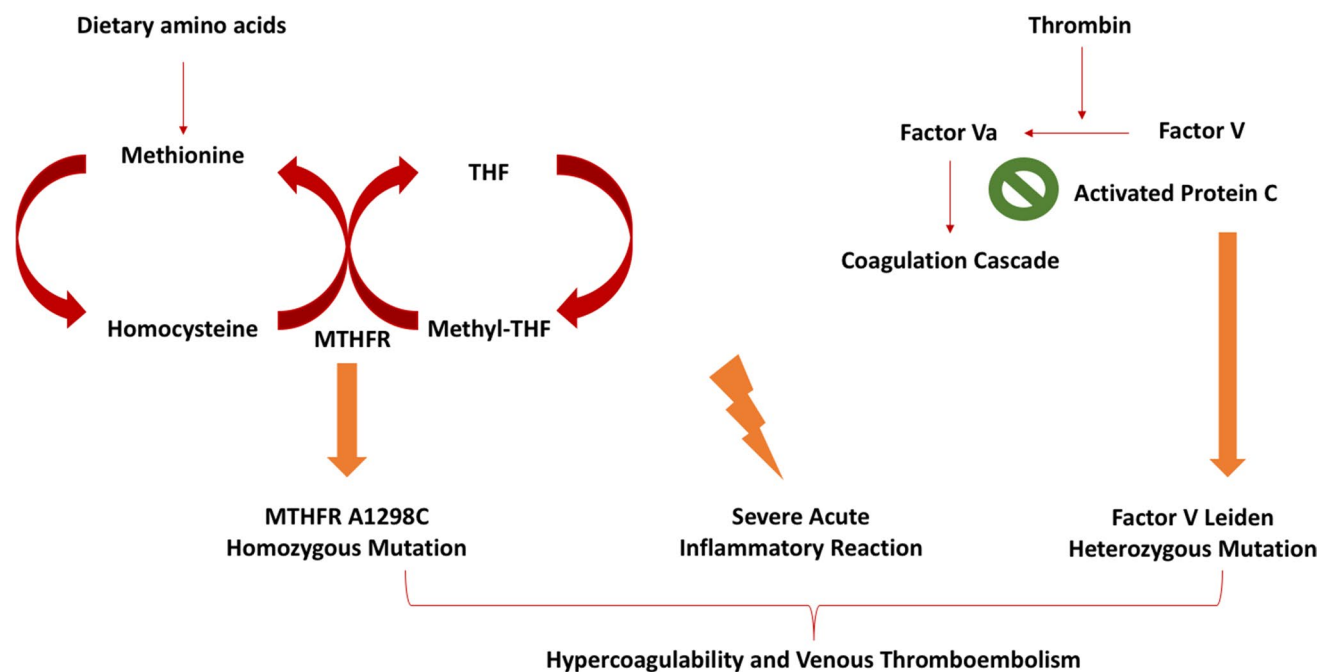 Dietary amino acids
Thrombin
Methionine
THF
Factor Va
Factor V
Activated Protein C
Coagulation Cascade
Homocysteine
MTHFR
Methyl-THF
MTHFR A1298C
Homozygous Mutation
Severe Acute
Inflammatory Reaction
Factor V Leiden
Heterozygous Mutation
Hypercoagulability and Venous Thromboembolism